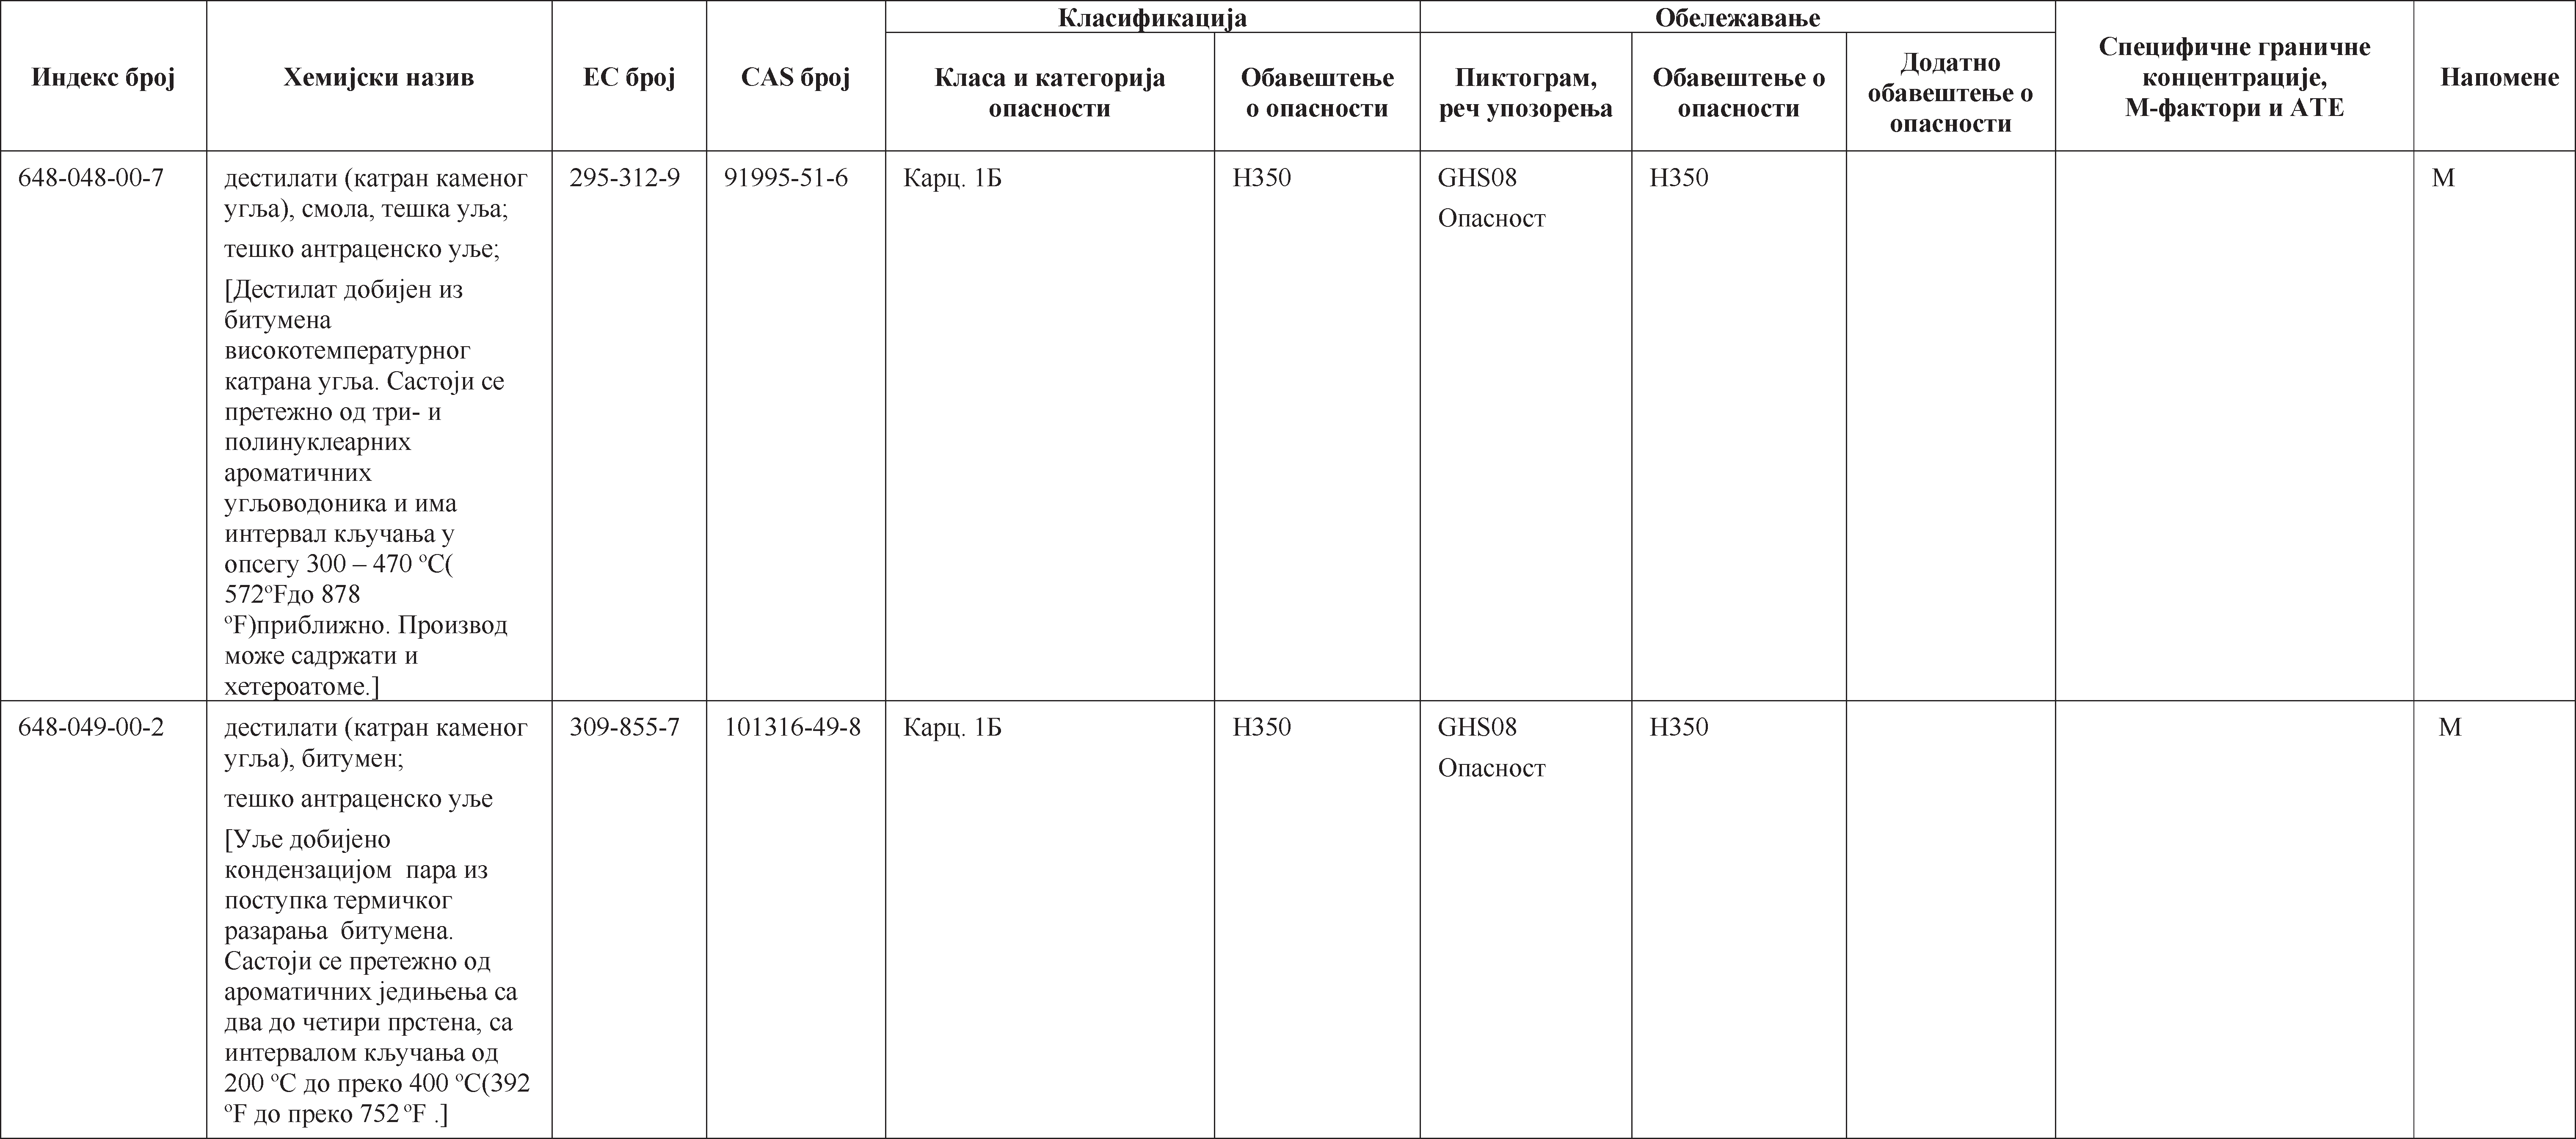 Класификација
Обележавање
Индекс број
Хемијски назив
ЕС број
CAS број
Класа и категорија
опасности
Обавештење
о опасности
Пиктограм,
реч упозорења
Обавештење о
опасности
Додатно
обавештење о
опасности
Специфичне граничне
концентрације,
М-фактори и АТЕ
Напомене
648-048-00-7
дестилати (катран каменог
угља), смола, тешка уља;
тешко антраценско уље;
[Дестилат добијен из
битумена
високотемпературног
катрана угља. Састоји се
претежно од три- и
полинуклеарних
ароматичних
угљоводоника и има
интервал кључања у
опсегу 300 – 470 ºC(
572ºFдо 878
ºF)приближно. Производ
може садржати и
хетероатоме.]
295-312-9
91995-51-6
Карц. 1Б
H350
GHS08
Опасност
H350
М
648-049-00-2
дестилати (катран каменог
угља), битумен;
тешко антраценско уље
[Уље добијено
кондензацијом  пара из
поступка термичког
разарања  битумена.
Састоји се претежно од
ароматичних једињења са
два до четири прстена, са
интервалом кључања од
200 ºC до преко 400 ºC(392
ºF до преко 752 ºF .]
309-855-7
101316-49-8
Карц. 1Б
H350
GHS08
Опасност
H350
М